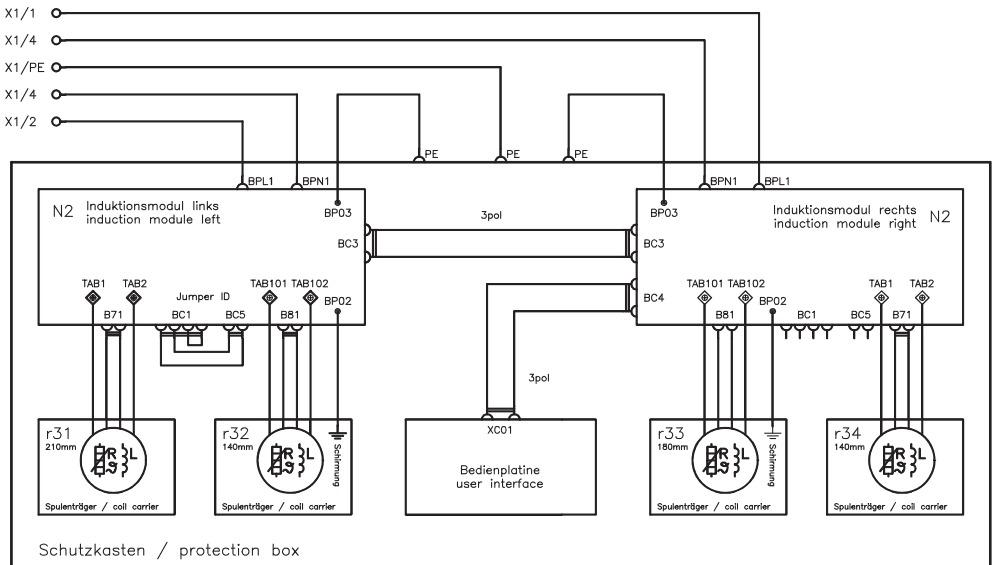 X1/1
X1/4
X1/PE
X1/4
X1/2
PE
PE
PE
BPL1
BPN1
BPN1
BPL1
N2
Induktionsmodul links
induction module left
BP03
BC3
3pol
BP03
BC3
Induktionsmodul rechts
induction module right
N2
TAB1
TAB2
Jumper ID
TAB101
TAB102
BP02
B71
BC1
BC5
B81
BC4
TAB101
TAB102
BP02
TAB1
TAB2
B81
BC1
BC5
B71
3pol
r31
210mm
R
L
ϑ
Spulenträger / coil carrier
r32
140mm
R
L
ϑ
Schirmung
Spulenträger / coil carrier
XC01
Bedienplatine
user interface
r33
180mm
R
L
ϑ
Schirmung
Spulenträger / coil carrier
r34
140mm
R
L
ϑ
Spulenträger / coil carrier
Schutzkasten / protection box